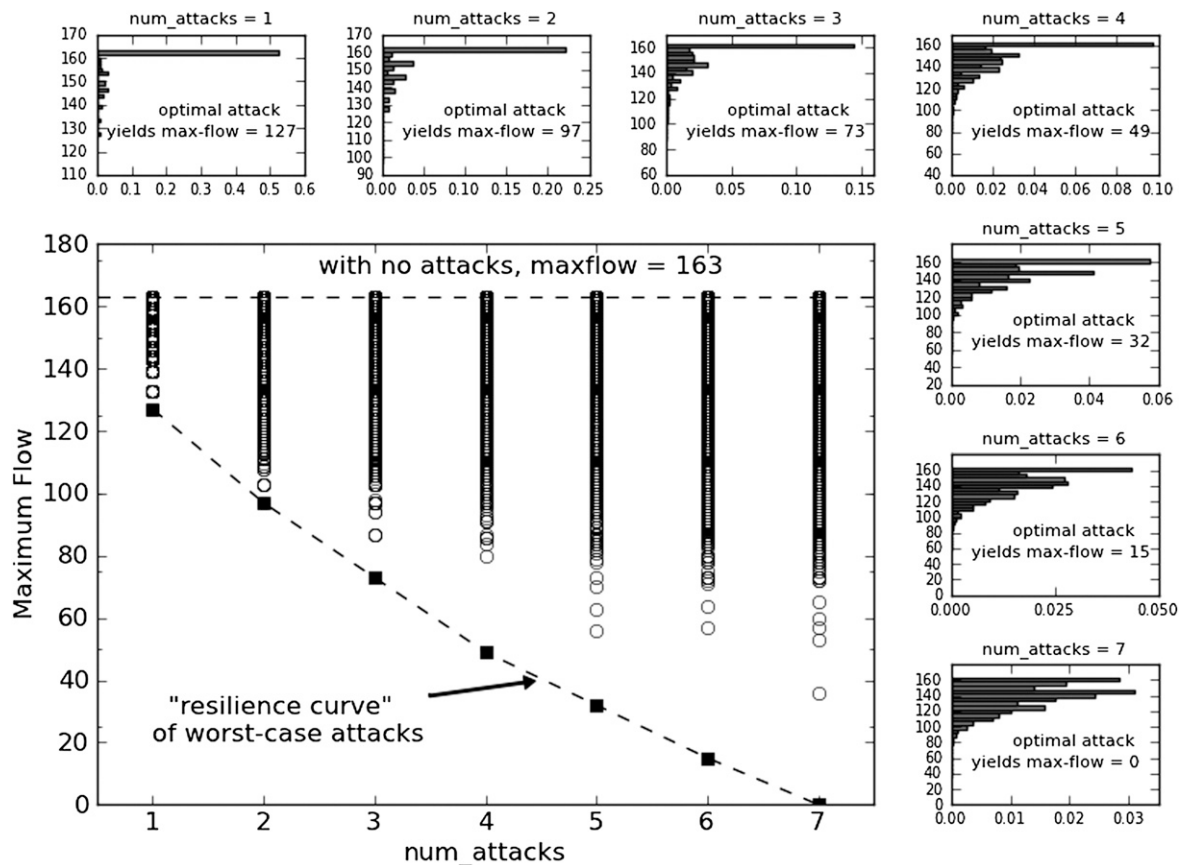 num_attacks = 1
170
160
150
140
130
120
110
optimal attack
yields max-flow = 127
0.0 0.1 0.2 0.3 0.4 0.5 0.6
num_attacks = 2
170
160
150
140
130
120
110
100
90
optimal attack
yields max-flow = 97
0.00 0.05 0.10 0.15 0.20 0.25
num_attacks = 3
180
160
140
120
100
80
60
optimal attack
yields max-flow = 73
0.00 0.05 0.10 0.15
num_attacks = 4
160
140
120
100
80
60
40
optimal attack
yields max-flow = 49
0.00 0.02 0.04 0.06 0.08 0.10
180
160
140
120
100
80
60
40
20
0
Maximum Flow
with no attacks, maxflow = 163
"resilience curve"
of worst-case attacks
1 2 3 4 5 6 7
num_attacks
num_attacks = 5
160
140
120
100
80
60
40
20
optimal attack
yields max-flow = 32
0.00 0.02 0.04 0.06
num_attacks = 6
160
140
120
100
80
60
40
20
0
optimal attack
yields max-flow = 15
0.000 0.025 0.050
num_attacks = 7
160
140
120
100
80
60
40
20
0
optimal attack
yields max-flow = 0
0.00 0.01 0.02 0.03